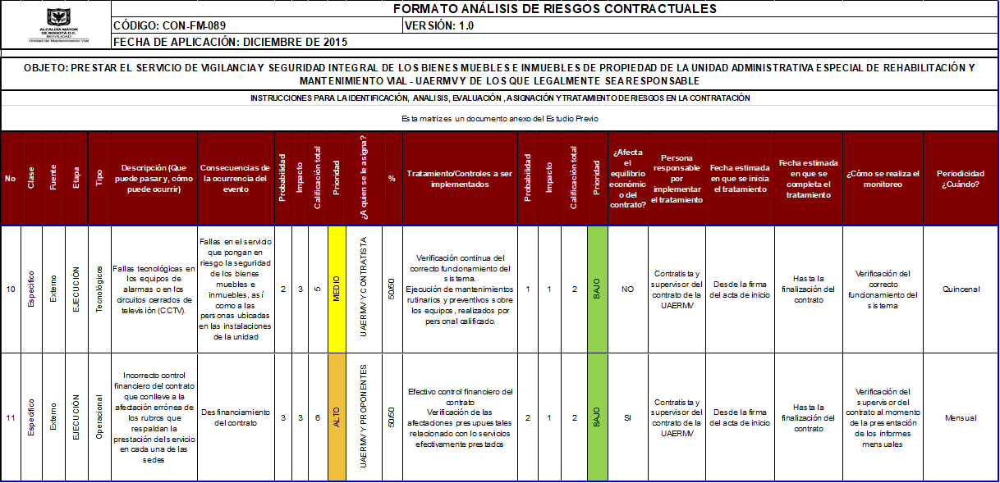 ALCALDÍA MAYOR
DE BOGOTÁ D.C.
MOVILIDAD
Unidad de Mantenimiento Vial
FORMATO ANÁLISIS DE RIESGOS CONTRACTUALES
CÓDIGO: CON-FM-089
VERSIÓN: 1.0
FECHA DE APLICACIÓN: DICIEMBRE DE 2015
OBJETO: PRESTAR EL SERVICIO DE VIGILANCIA Y SEGURIDAD INTEGRAL DE LOS BIENES MUEBLES E INMUEBLES DE PROPIEDAD DE LA UNIDAD ADMINISTRATIVA ESPECIAL DE REHABILITACIÓN Y
MANTENIMIENTO VIAL - UAERMV Y DE LOS QUE LEGALMENTE SEA RESPONSABLE
INSTRUCCIONES PARA LA IDENTIFICACIÓN, ANALISIS, EVALUACIÓN , ASIGNACIÓN Y TRATAMIENTO DE RIESGOS EN LA CONTRATACIÓN
Esta matriz es un documento anexo del Estudio Previo
No
Clase
Fuente
Etapa
Tipo
Descripción (Que
puede pasar y, cómo
puede ocurrir)
Consecuencias de
la ocurrencia del
evento
Probabilidad
Impacto
Calificación total
Prioridad
¿A quien se le asigna?
%
Tratamiento/Controles a ser
implementados
Probabilidad
Impacto
Calificación total
Prioridad
¿Afecta
el
equilibrio
económic
o del
contrato?
Persona
responsable
por
implementar
el tratamiento
Fecha estimada
en que se inicia
el tratamiento
Fecha estimada
en que se
completa el
tratamiento
¿Cómo se realiza el
monitoreo
Periodicidad
¿Cuándo?
10
Específico
Externo
EJECUCIÓN
Tecnológicos
Fallas tecnológicas en
los equipos de
alarmas o en los
circuitos cerrados de
televisión (CCTV).
Fallas en el servicio
que pongan en
riesgo la seguridad
de los bienes
muebles e
inmuebles, así
como a las
personas ubicadas
en las instalaciones
de la unidad
2
3
5
MEDIO
UAERMV Y CONTRATISTA
50/50
Verificación continua del
correcto funcionamiento del
sistema.
Ejecución de mantenimientos
rutinarios y preventivos sobre
los equipos, realizados por
personal calificado.
1
1
2
BAJO
NO
Contratista y
supervisor del
contrato de la
UAERMV
Desde la firma
del acta de inicio
Hasta la
finalización del
contrato
Verificación del
correcto
funcionamiento del
sistema
Quincenal
11
Específico
Externo
EJECUCIÓN
Operacional
Incorrecto control
financiero del contrato
que conlleve a la
afectación errónea de
los rubros que
respaldan la
prestación del servicio
en cada una de las
sedes
Desfinanciamiento
del contrato
3
3
6
ALTO
UAERMV Y PROPONENTES
50/50
Efectivo control financiero del
contrato
Verificación de las
afectaciones presupuestales
relacionado con lo servicios
efectivamente prestados
2
1
2
BAJO
SI
Contratista y
supervisor del
contrato de la
UAERMV
Desde la firma
del acta de inicio
Hasta la
finalización del
contrato
Verificación del
supervisor del
contrato al momento
de la presentación
de los informes
mensuales
Mensual